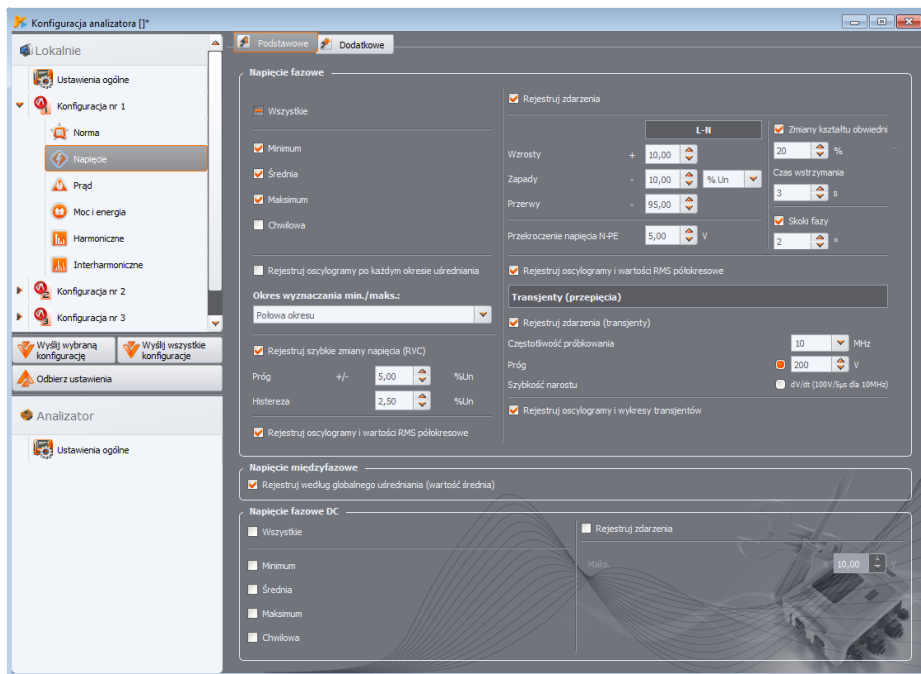 Konfiguracja analizatora []*
Lokalnie
Ustawienia ogólne
Konfiguracja nr 1
Norma
Napięcie
Prąd
Moc i energia
Harmoniczne
Interharmoniczne
Konfiguracja nr 2
Konfiguracja nr 3
Wyślij wybraną konfigurację
Wyślij wszystkie konfiguracje
Odbierz ustawienia
Analizator
Ustawienia ogólne
Podstawowe
Dodatkowe
Napięcie fazowe
Wszystkie
Minimum
Średnia
Maksimum
Chwilowa
Rejestruj oscylogramy po każdym okresie uśredniania
Okres wyznaczania min./maks.:
Połowa okresu
Rejestruj szybkie zmiany napięcia (RVC)
Próg +/- 5,00 %Un
Histereza 2,50 %Un
Rejestruj oscylogramy i wartości RMS półokresowe
Rejestruj zdarzenia
L-N
Wzrosty + 10,00
Zapady - 10,00 % Un
Przerwy - 95,00
Przekroczenie napięcia N-PE 5,00 V
Zmiany kształtu obwiedni
20 %
Czas wstrzymania
3 s
Skoki fazy
2 °
Rejestruj oscylogramy i wartości RMS półokresowe
Transjenty (przepięcia)
Rejestruj zdarzenia (transjenty)
Częstotliwość próbkowania 10 MHz
Próg 200 V
Szybkość narostu dV/dt (100V/5µs dla 10MHz)
Rejestruj oscylogramy i wykresy transjentów
Napięcie międzyfazowe
Rejestruj według globalnego uśredniania (wartość średnia)
Napięcie fazowe DC
Wszystkie
Minimum
Średnia
Maksimum
Chwilowa
Rejestruj zdarzenia
Maks. ± 10,00 V